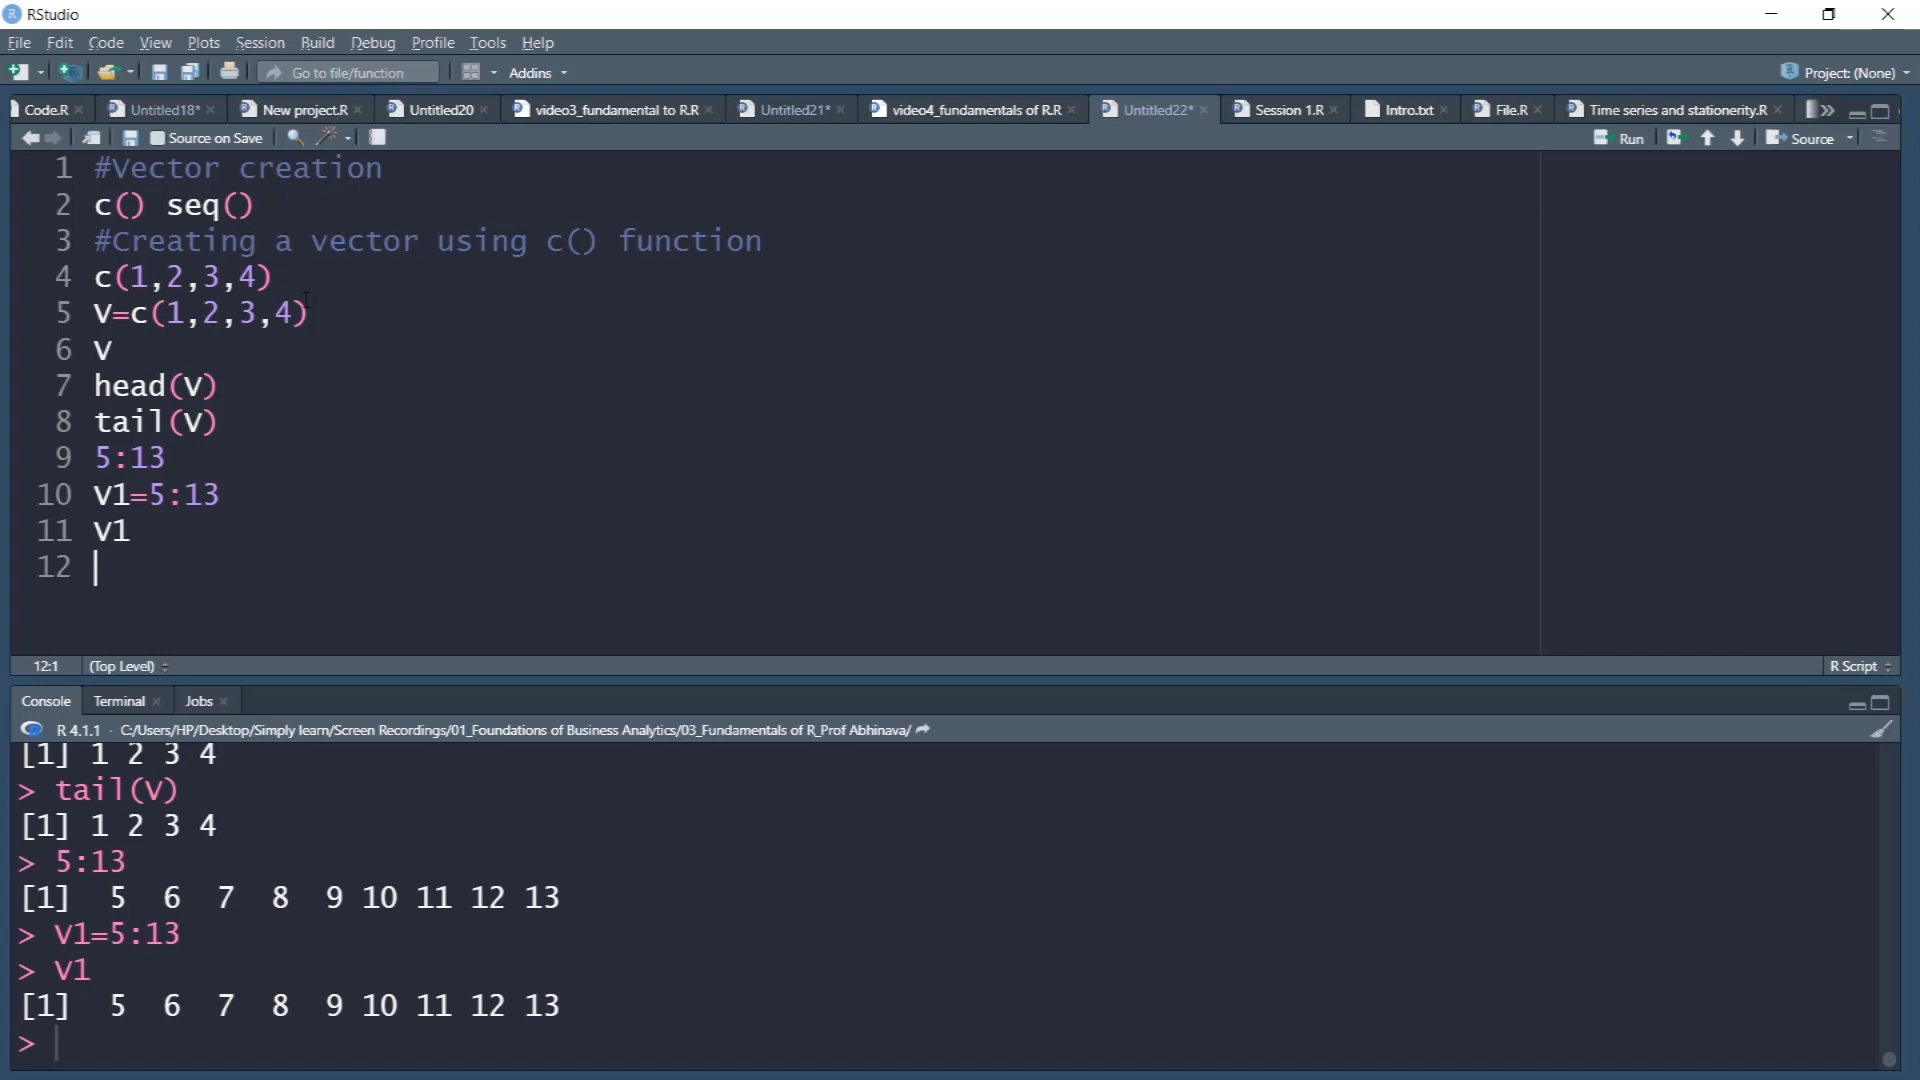 RStudio
File Edit Code View Plots Session Build Debug Profile Tools Help
Go to file/function Addins Project: (None)
Code.R Untitled18* New project.R Untitled20 video3_fundamental to R.R Untitled21* video4_fundamentals of R.R Untitled22* Session 1.R Intro.txt File.R Time series and stationerity.R
Source on Save Run Source
1 #Vector creation
2 c() seq()
3 #Creating a vector using c() function
4 c(1,2,3,4)
5 V=c(1,2,3,4)
6 V
7 head(V)
8 tail(V)
9 5:13
10 V1=5:13
11 V1
12
12:1 (Top Level) R Script
Console Terminal Jobs
R 4.1.1 · C:/Users/HP/Desktop/Simply learn/Screen Recordings/01_Foundations of Business Analytics/03_Fundamentals of R_Prof Abhinava/
[1] 1 2 3 4
> tail(V)
[1] 1 2 3 4
> 5:13
[1] 5 6 7 8 9 10 11 12 13
> V1=5:13
> V1
[1] 5 6 7 8 9 10 11 12 13
>